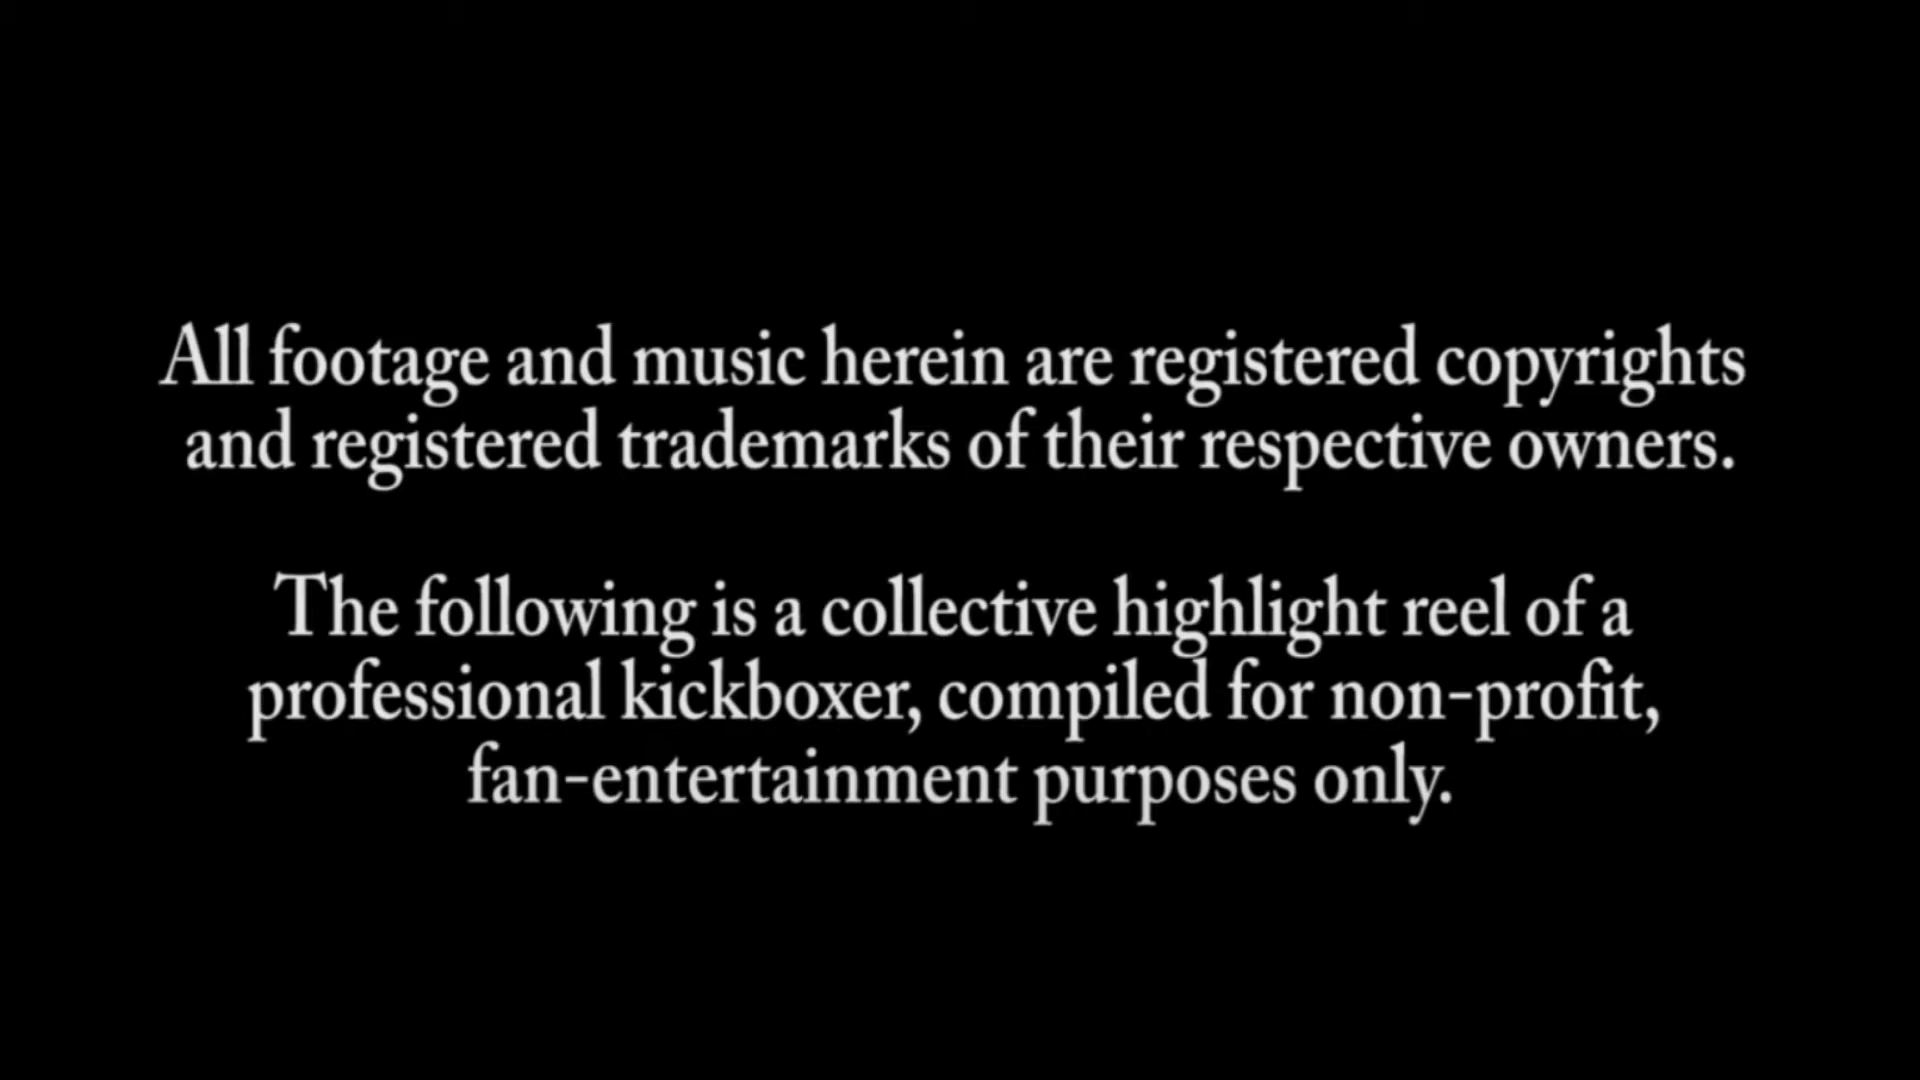 All footage and music herein are registered copyrights
and registered trademarks of their respective owners.
The following is a collective highlight reel of a
professional kickboxer, compiled for non-profit,
fan-entertainment purposes only.